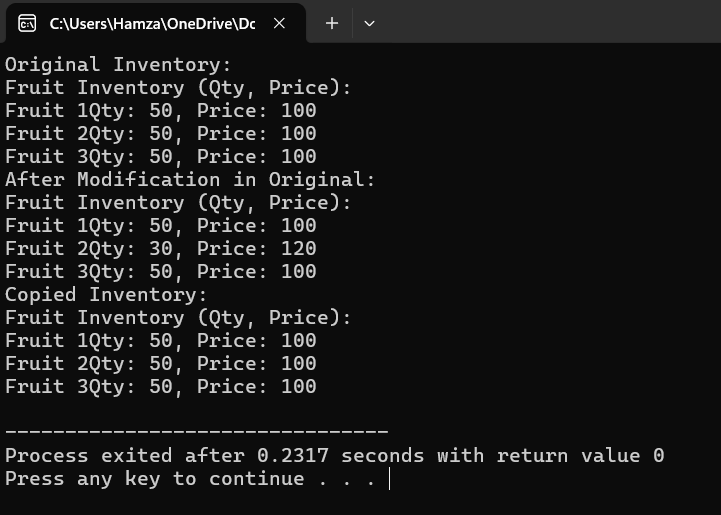 C:\Users\Hamza\OneDrive\Dc
Original Inventory:
Fruit Inventory (Qty, Price):
Fruit 1Qty: 50, Price: 100
Fruit 2Qty: 50, Price: 100
Fruit 3Qty: 50, Price: 100
After Modification in Original:
Fruit Inventory (Qty, Price):
Fruit 1Qty: 50, Price: 100
Fruit 2Qty: 30, Price: 120
Fruit 3Qty: 50, Price: 100
Copied Inventory:
Fruit Inventory (Qty, Price):
Fruit 1Qty: 50, Price: 100
Fruit 2Qty: 50, Price: 100
Fruit 3Qty: 50, Price: 100
--------------------------------
Process exited after 0.2317 seconds with return value 0
Press any key to continue . . .